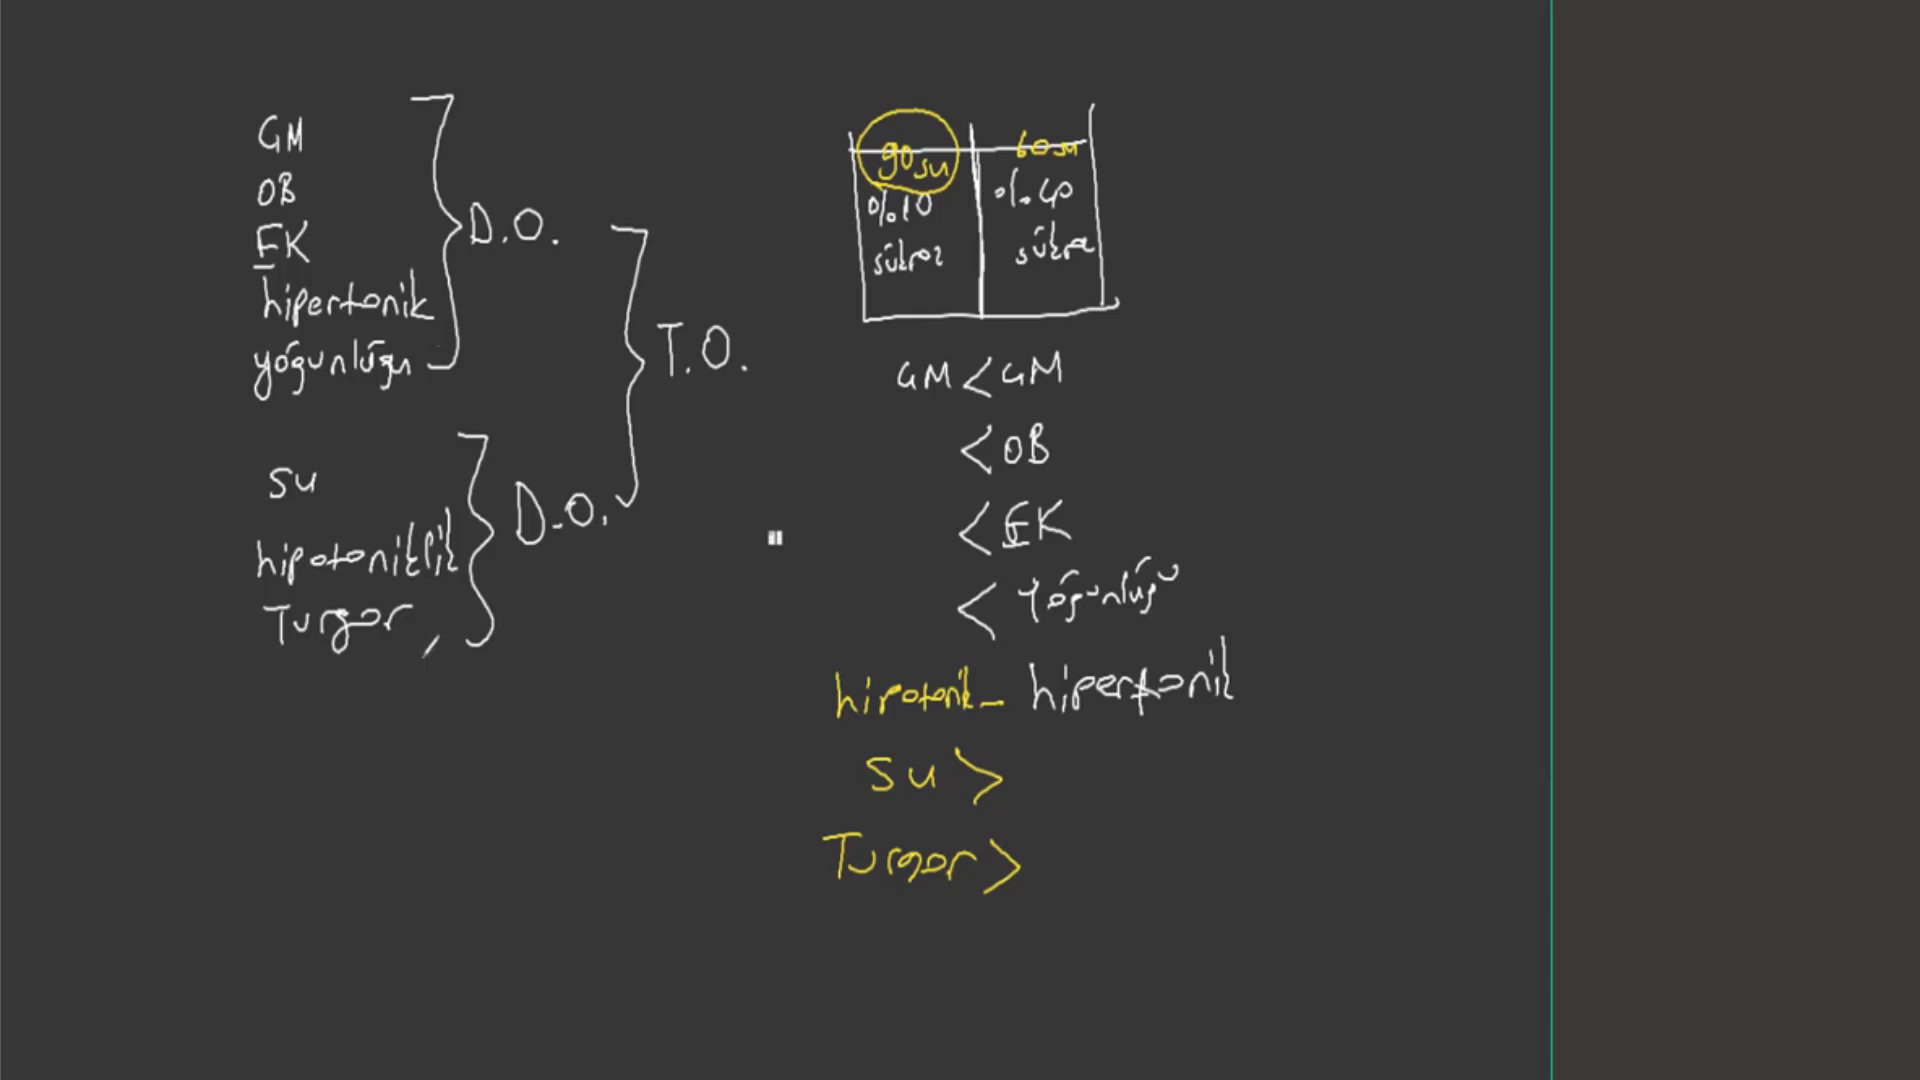 GM
OB
EK
hipertonik
yoğunluğu
D.O.
su
hipotoniklik
Turgor,
D.O.
T.O.
90 su
%10
sükroz
60 su
%40
sükroz
GM < GM
< OB
< EK
< Yoğunluğu
hipotonik - hipertonik
su >
Turgor >